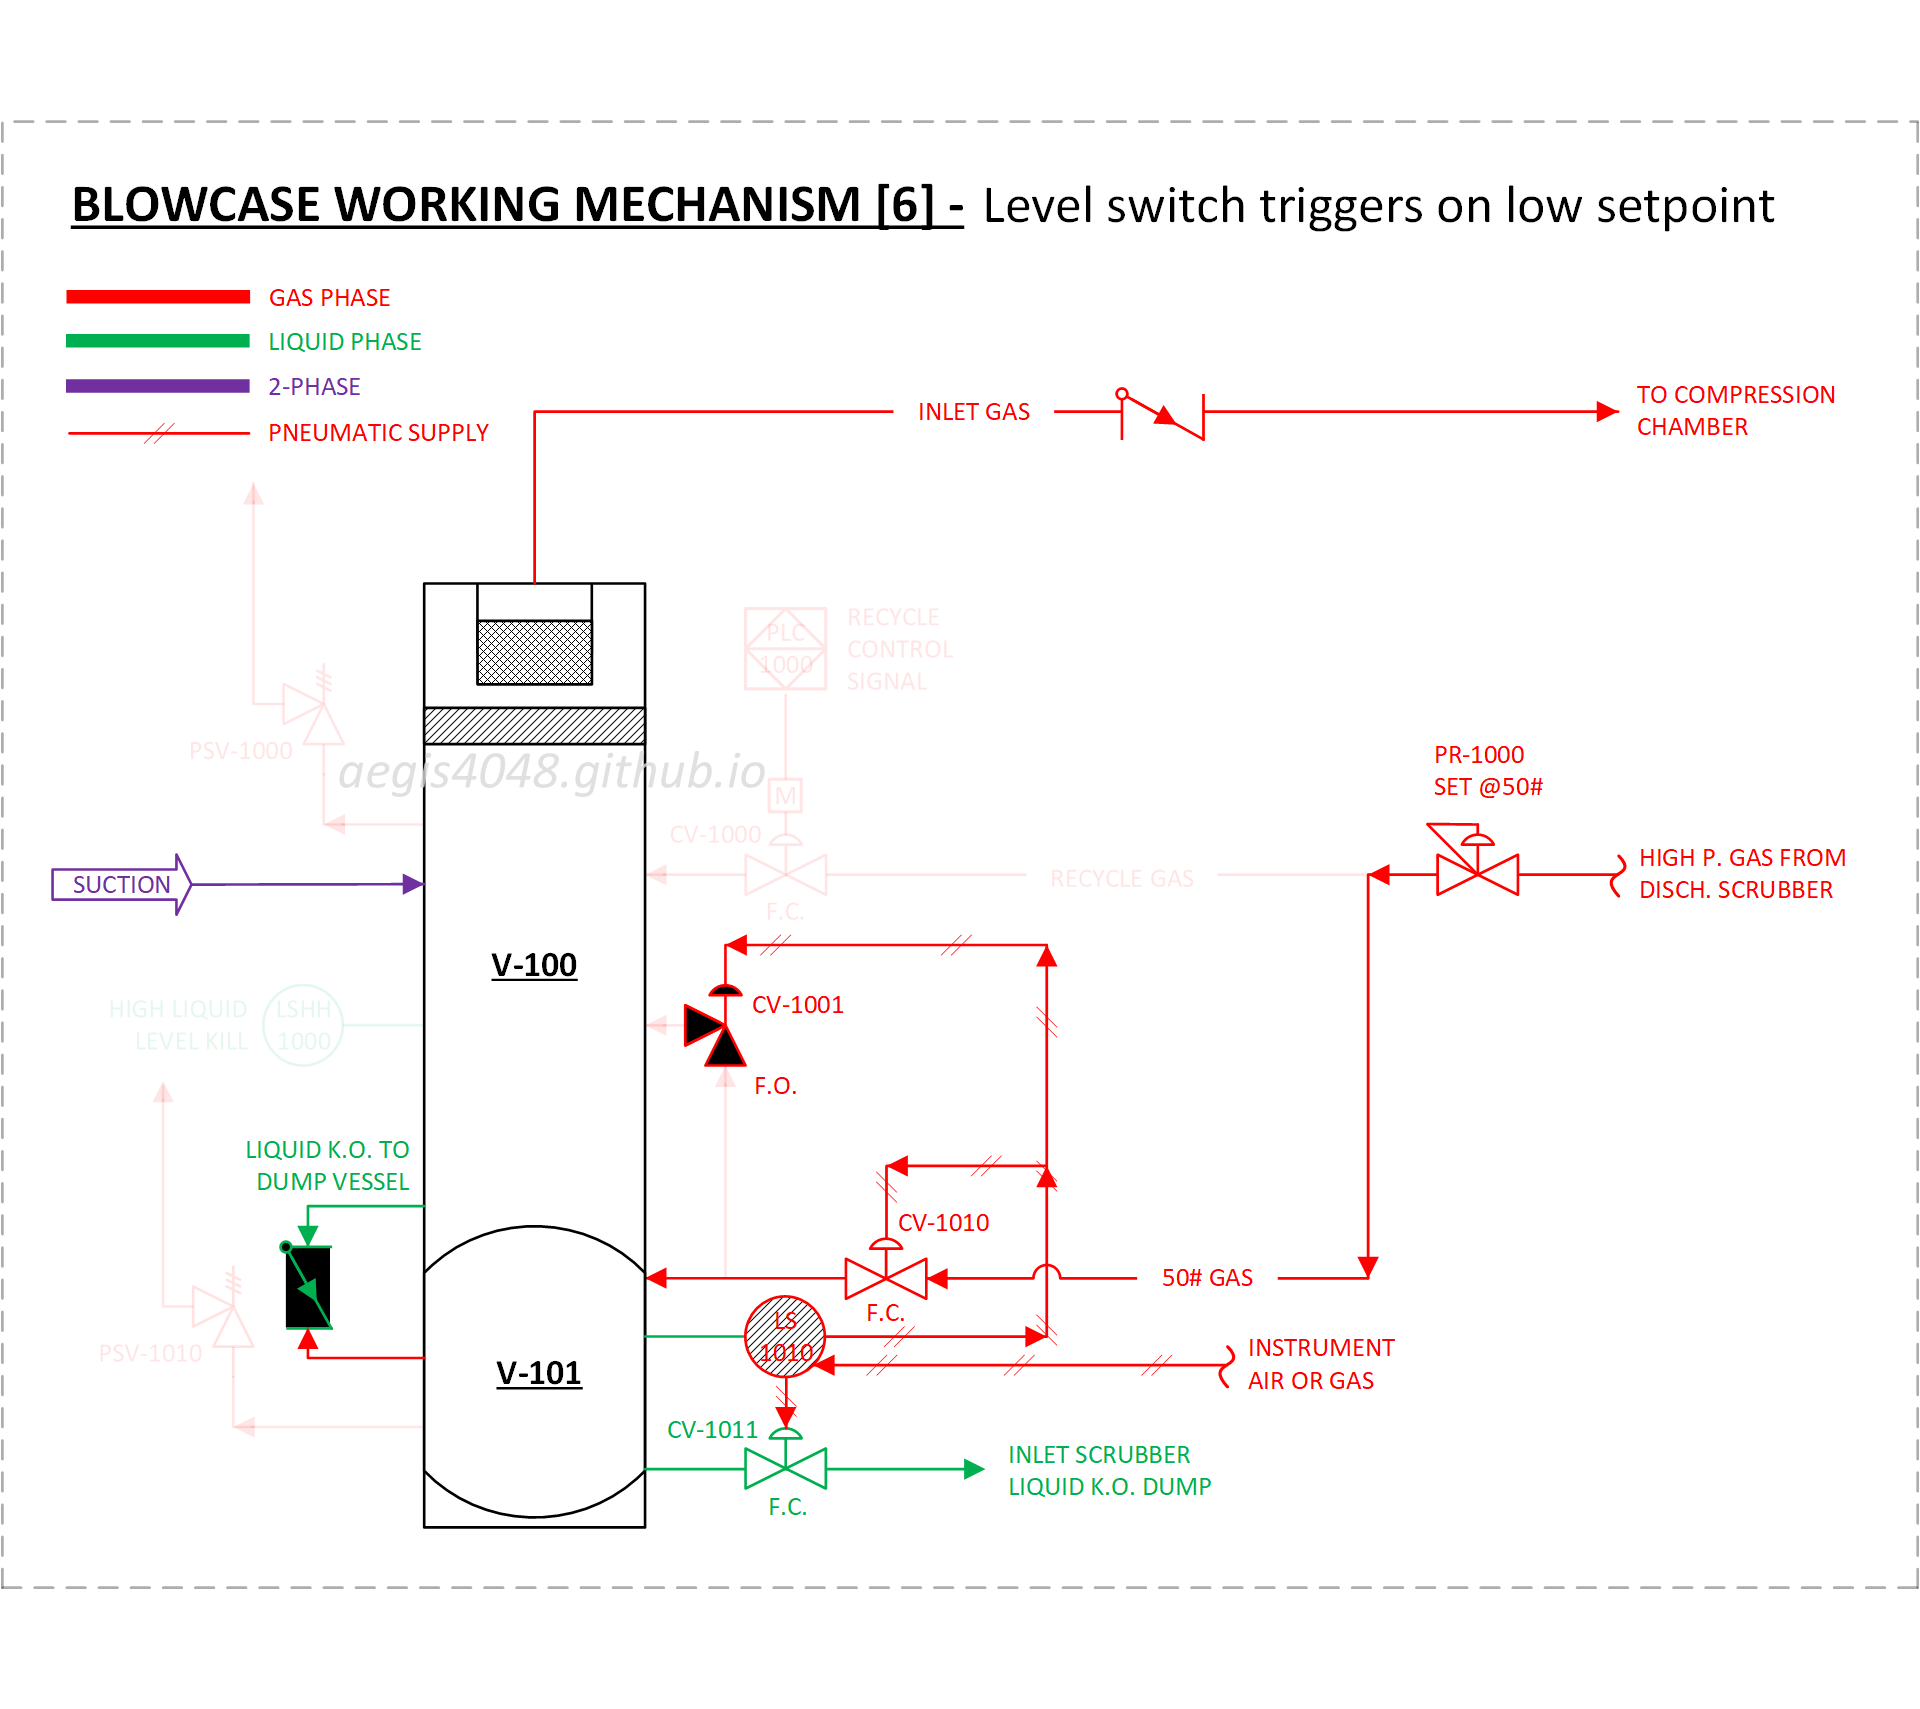 BLOWCASE WORKING MECHANISM [6] - Level switch triggers on low setpoint
GAS PHASE
LIQUID PHASE
2-PHASE
PNEUMATIC SUPPLY
INLET GAS
TO COMPRESSION
CHAMBER
PLC
1000
RECYCLE
CONTROL
SIGNAL
PSV-1000
aegis4048.github.io
M
CV-1000
F.C.
RECYCLE GAS
PR-1000
SET @50#
HIGH P. GAS FROM
DISCH. SCRUBBER
SUCTION
V-100
HIGH LIQUID
LEVEL KILL
LSHH
1000
CV-1001
F.O.
LIQUID K.O. TO
DUMP VESSEL
CV-1010
F.C.
50# GAS
LS
1010
INSTRUMENT
AIR OR GAS
PSV-1010
V-101
CV-1011
F.C.
INLET SCRUBBER
LIQUID K.O. DUMP